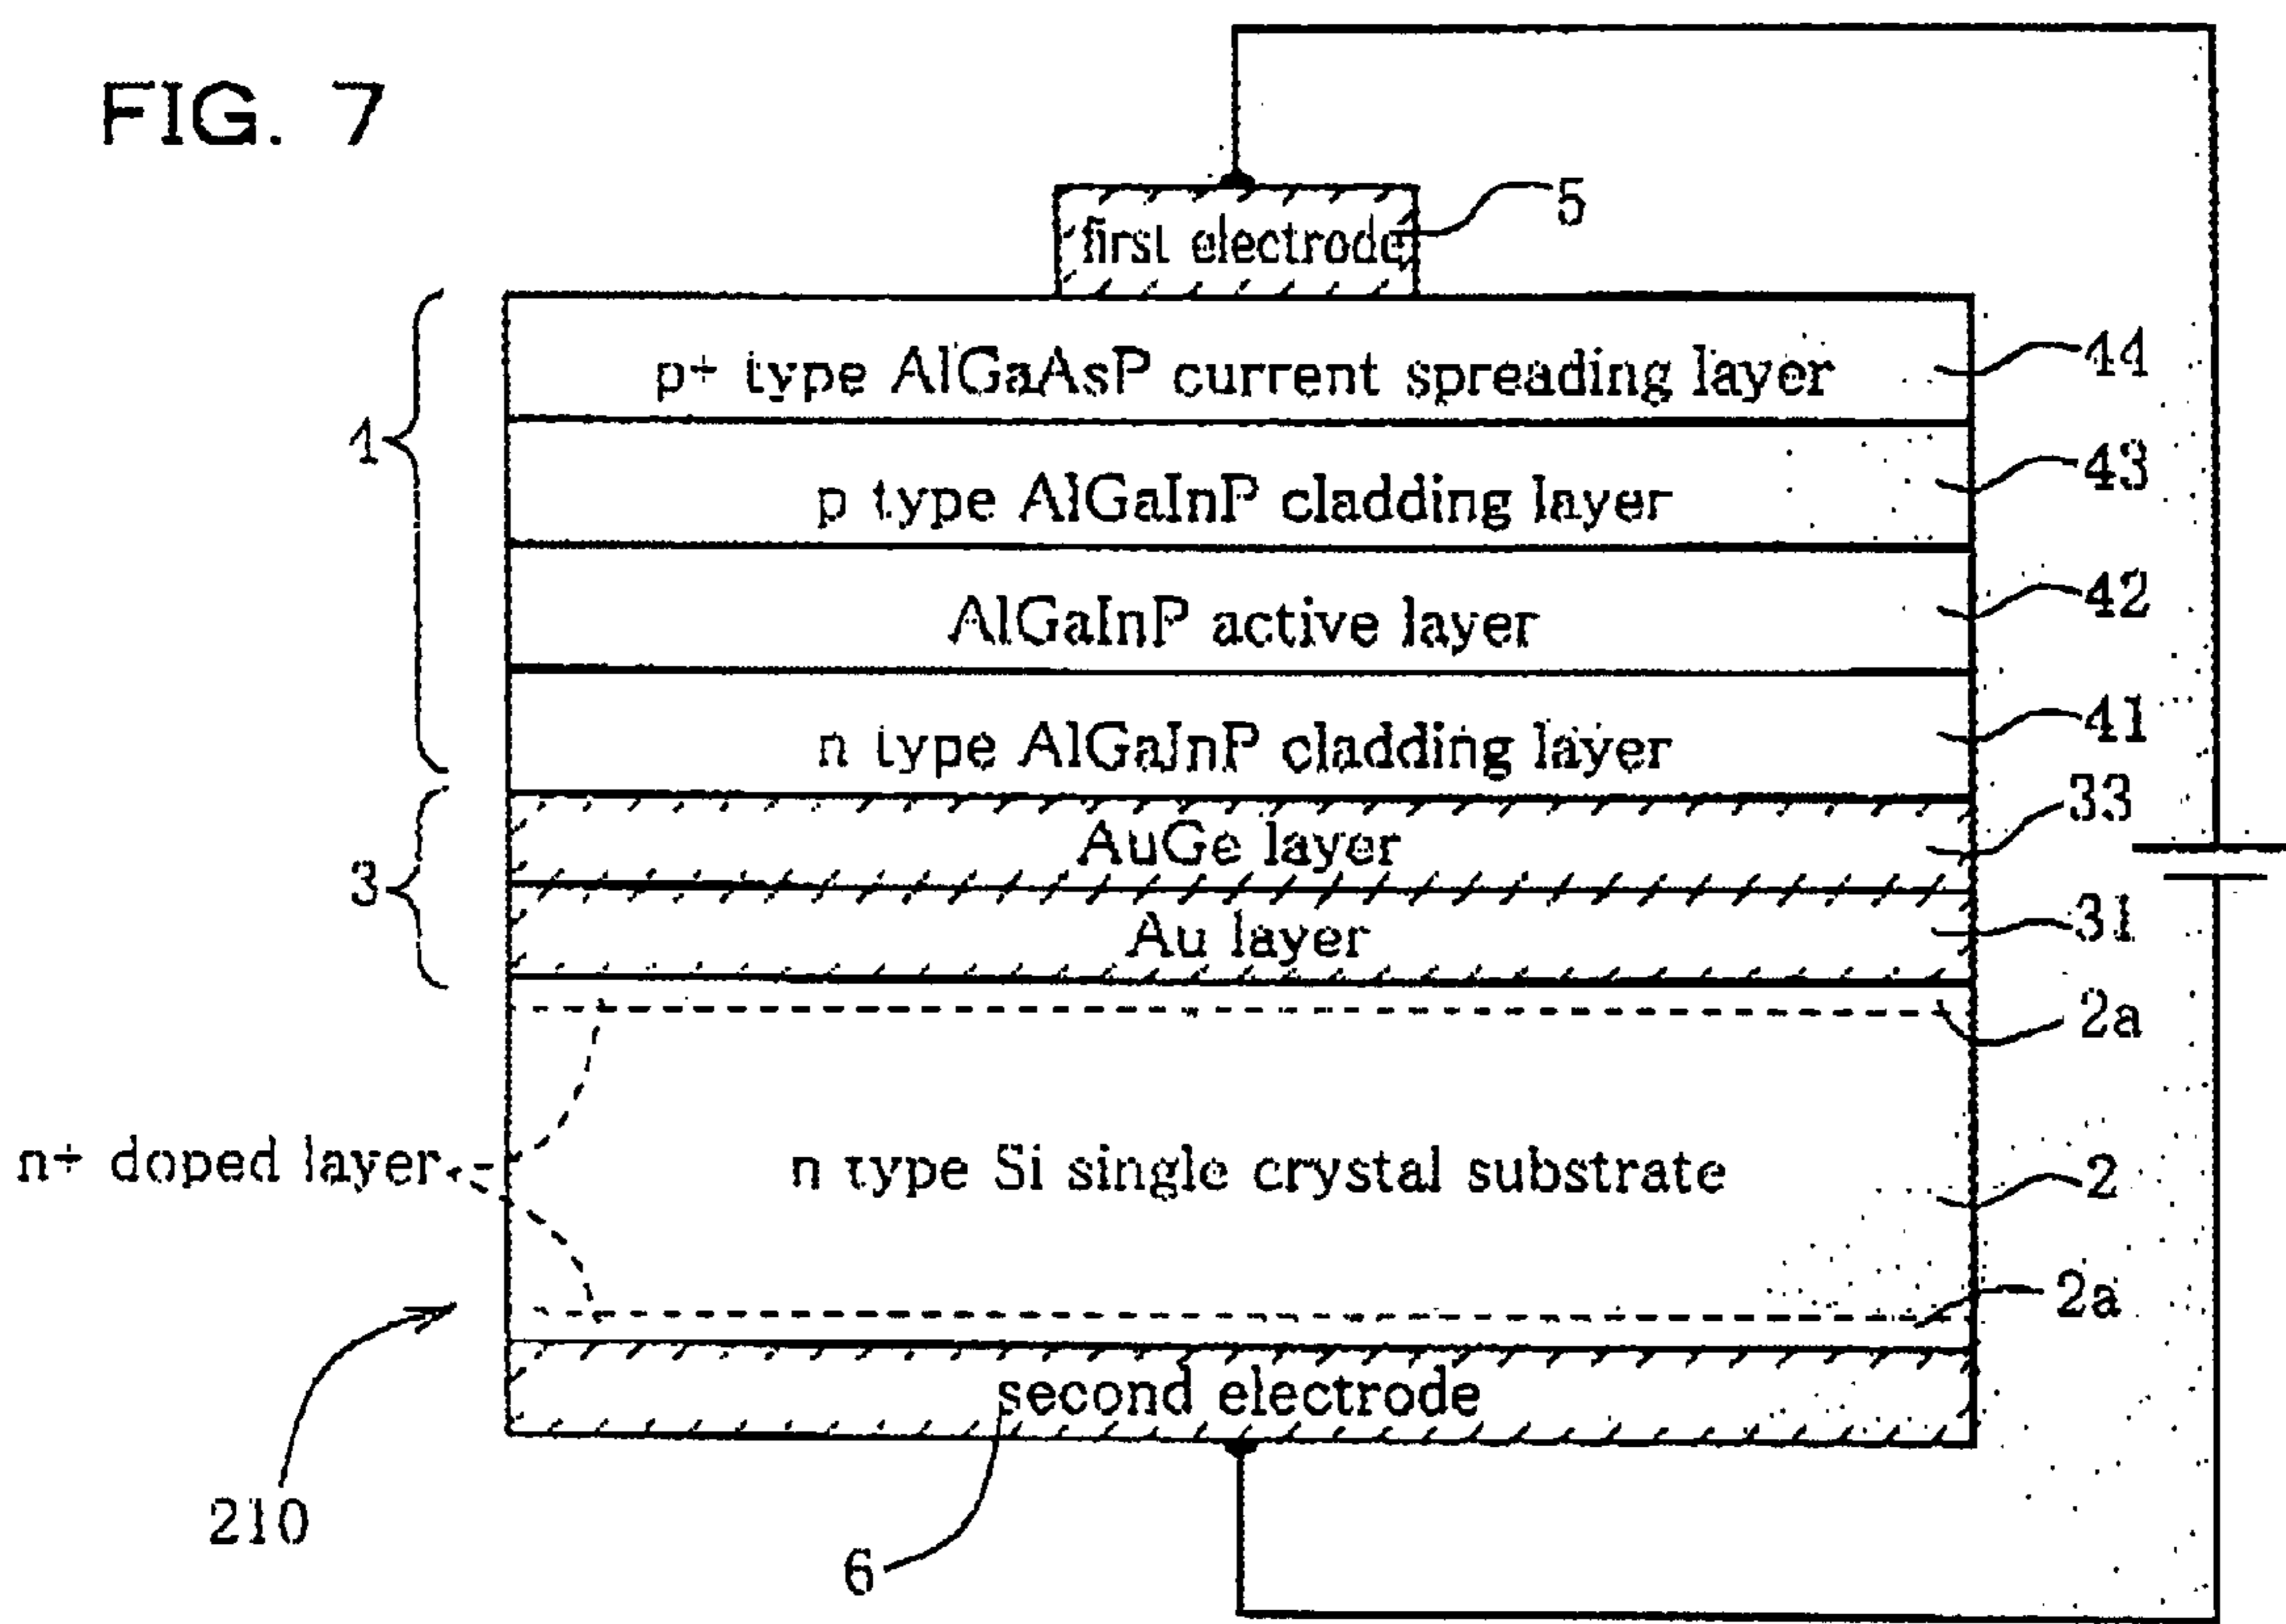 FIG. 7
first electrode
5
p+ type AlGaAsP current spreading layer
44
1
p type AlGaInP cladding layer
43
AlGaInP active layer
42
n type AlGaInP cladding layer
41
33
AuGe layer
3
Au layer
31
2a
n+ doped layer
n type Si single crystal substrate
2
2a
second electrode
210
6